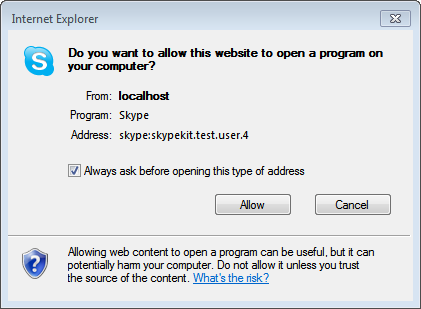 Internet Explorer
Do you want to allow this website to open a program on
your computer?
From: localhost
Program: Skype
Address: skype:skypekit.test.user.4
Always ask before opening this type of address
Allow Cancel
Allowing web content to open a program can be useful, but it can
potentially harm your computer. Do not allow it unless you trust
the source of the content. What's the risk?